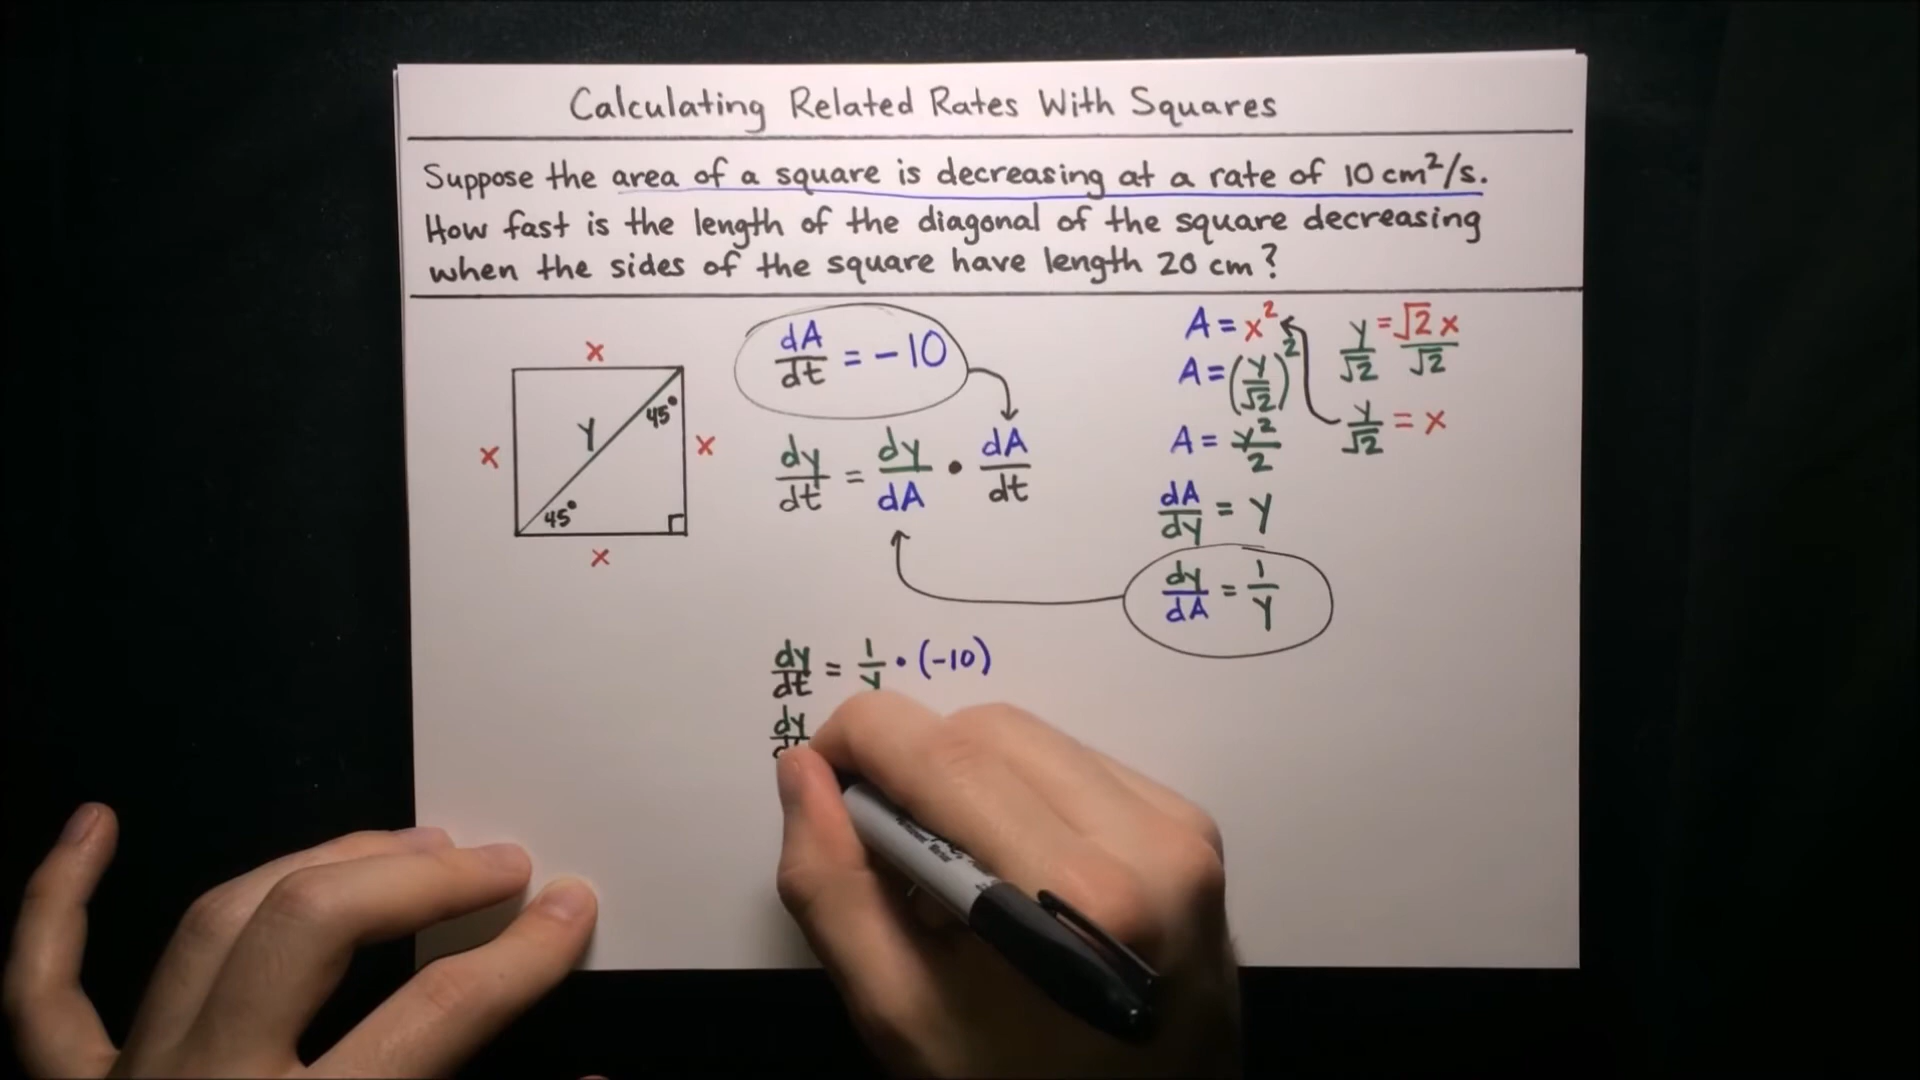 Calculating Related Rates With Squares
Suppose the area of a square is decreasing at a rate of 10 cm²/s.
How fast is the length of the diagonal of the square decreasing
when the sides of the square have length 20 cm?
x
x
x
x
y
45°
45°
dA/dt = -10
dy/dt = dy/dA • dA/dt
A = x²
A = (y/√2)²
A = y²/2
dA/dy = y
dy/dA = 1/y
y/√2 = √2 x/√2
y/√2 = x
dy/dt = 1/y • (-10)
dy